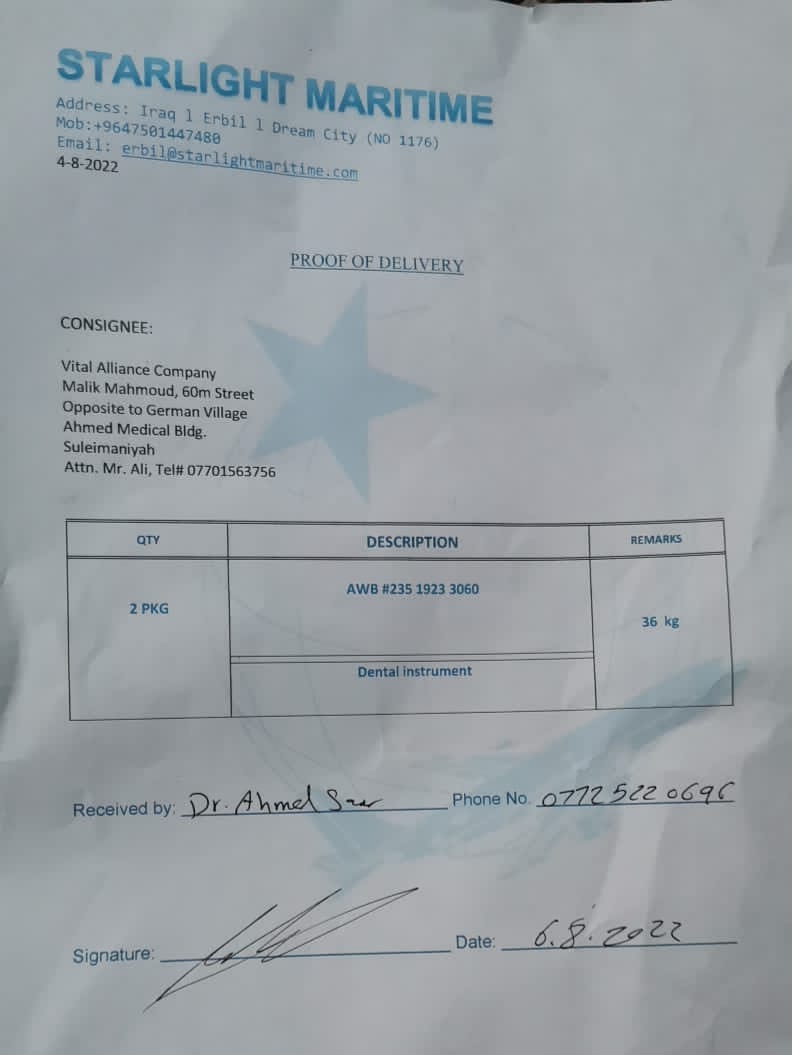 STARLIGHT MARITIME
Address: Iraq l Erbil l Dream City (NO 1176)
Mob:+9647501447480
Email: erbil@starlightmaritime.com
4-8-2022
PROOF OF DELIVERY
CONSIGNEE:
Vital Alliance Company
Malik Mahmoud, 60m Street
Opposite to German Village
Ahmed Medical Bldg.
Suleimaniyah
Attn. Mr. Ali, Tel# 07701563756
QTY DESCRIPTION REMARKS
AWB #235 1923 3060
2 PKG 36 kg
Dental instrument
Received by: Dr. Ahmed Phone No. 0772 522 0696
Signature: Date: 6.8.2022